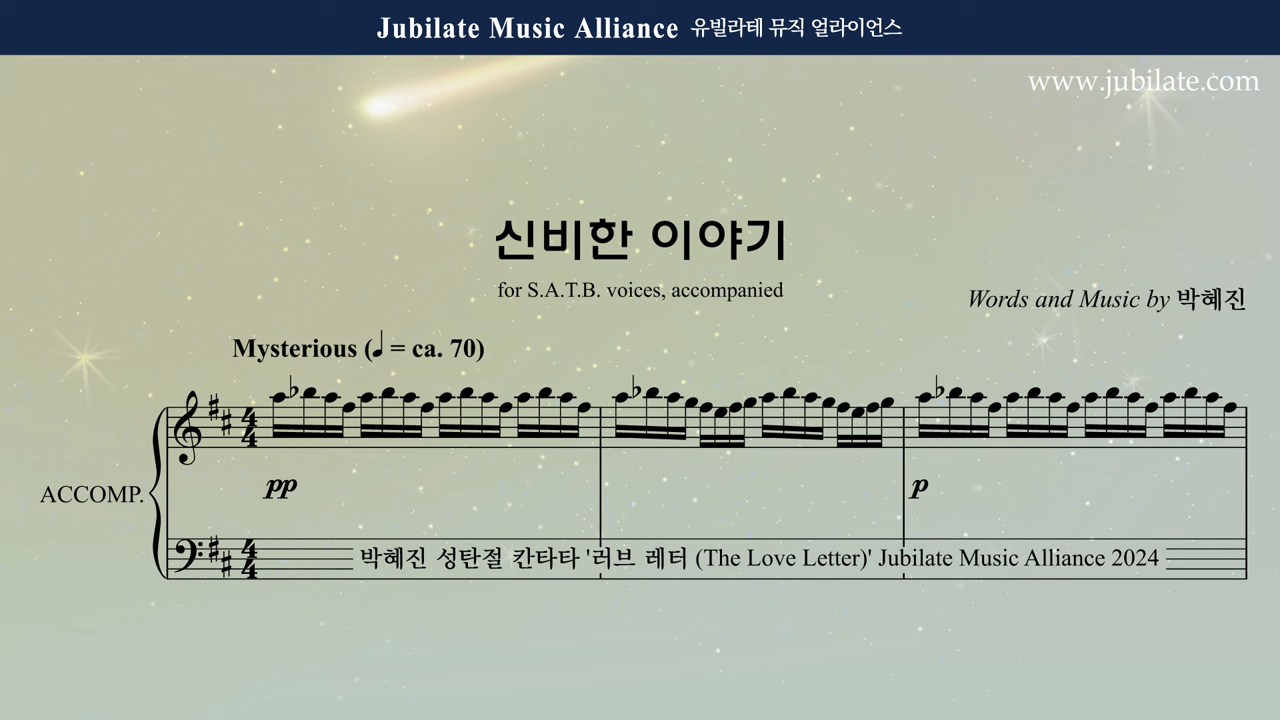 Jubilate Music Alliance 유빌라테 뮤직 얼라이언스
www.jubilate.com
신비한 이야기
for S.A.T.B. voices, accompanied
Words and Music by 박혜진
Mysterious (♩ = ca. 70)
pp
p
ACCOMP.
박혜진 성탄절 칸타타 '러브 레터 (The Love Letter)' Jubilate Music Alliance 2024